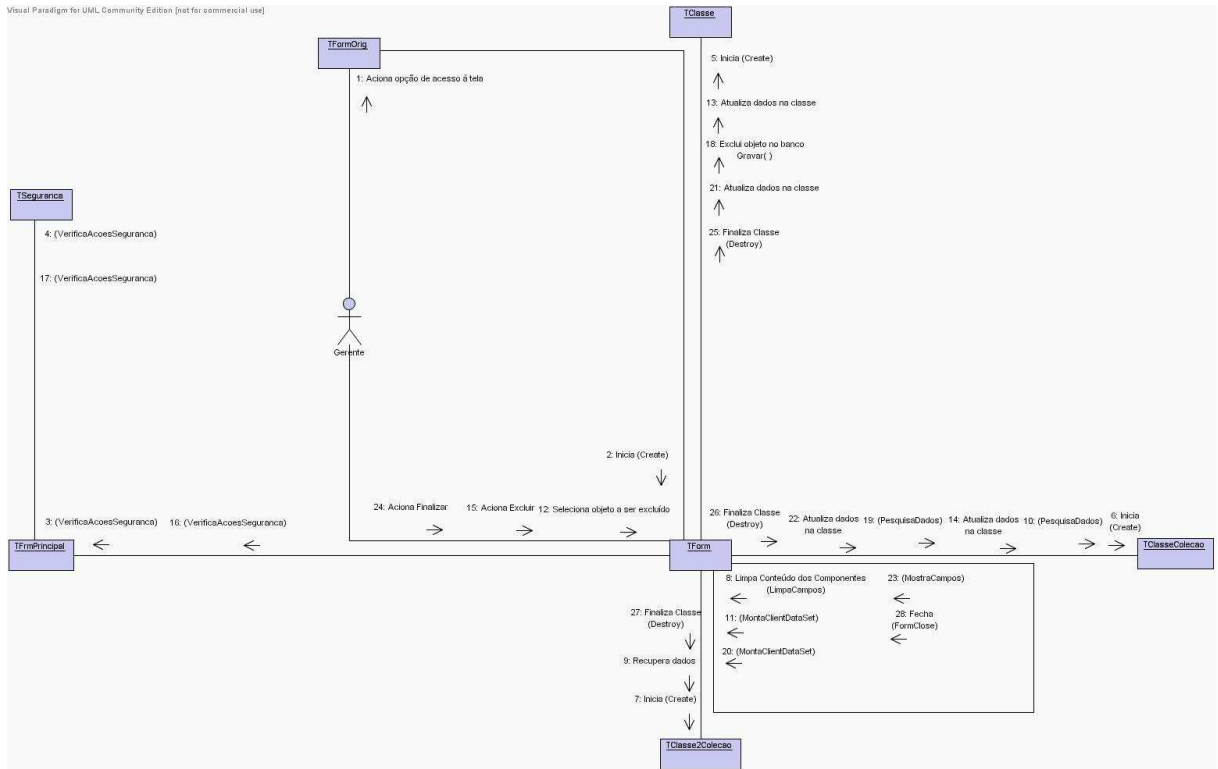 Visual Paradigm for UML Community Edition [not for commercial use]
TClasse
TFormOrig
1: Aciona opção de acesso à tela
5: Inicia (Create)
13: Atualiza dados na classe
18: Exclui objeto no banco
Gravar( )
21: Atualiza dados na classe
25: Finaliza Classe
(Destroy)
TSeguranca
4: (VerificaAcoesSeguranca)
17: (VerificaAcoesSeguranca)
Gerente
2: Inicia (Create)
24: Aciona Finalizar
15: Aciona Excluir
12: Seleciona objeto a ser excluído
3: (VerificaAcoesSeguranca)
16: (VerificaAcoesSeguranca)
26: Finaliza Classe
(Destroy)
22: Atualiza dados
na classe
19: (PesquisaDados)
14: Atualiza dados
na classe
10: (PesquisaDados)
6: Inicia
(Create)
TFrmPrincipal
TForm
TClasseColecao
8: Limpa Conteúdo dos Componentes
(LimpaCampos)
23: (MostraCampos)
27: Finaliza Classe
(Destroy)
11: (MontaClientDataSet)
28: Fecha
(FormClose)
20: (MontaClientDataSet)
9: Recupera dados
7: Inicia (Create)
TClasse2Colecao